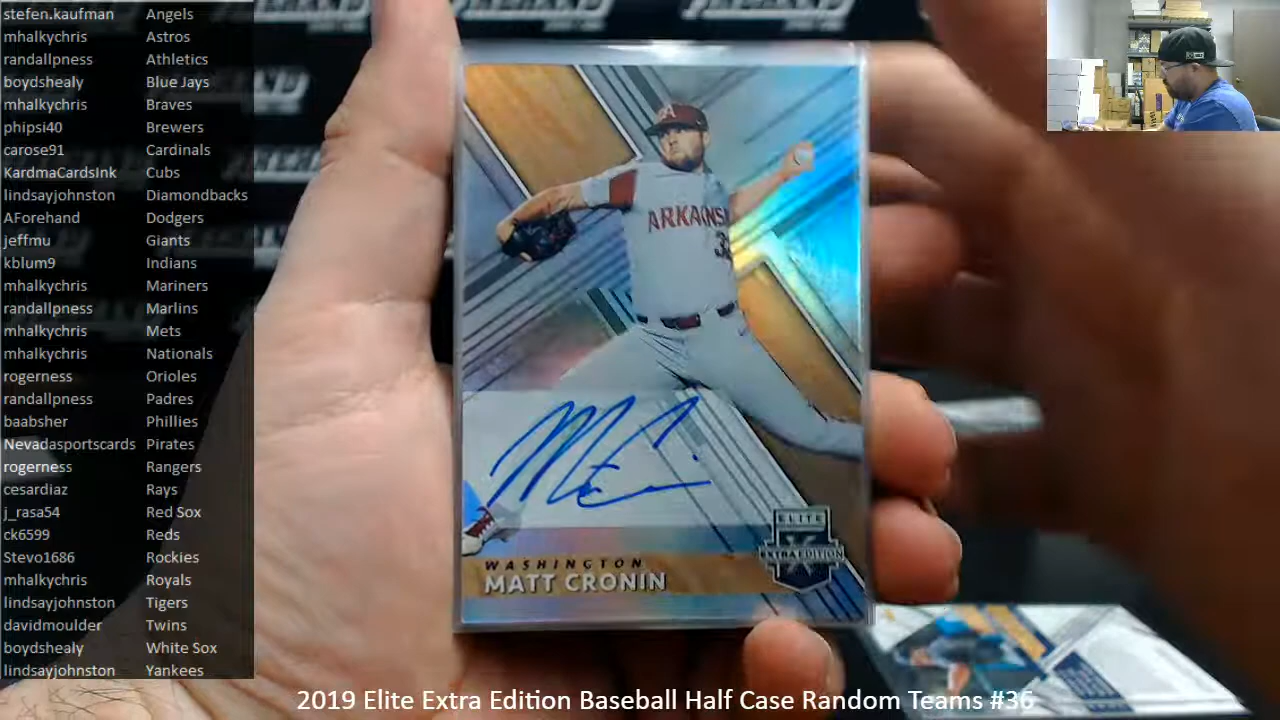 stefen.kaufman Angels
mhalkychris Astros
randallpness Athletics
boydshealy Blue Jays
mhalkychris Braves
phipsi40 Brewers
carose91 Cardinals
KardmaCardsInk Cubs
lindsayjohnston Diamondbacks
AForehand Dodgers
jeffmu Giants
kblum9 Indians
mhalkychris Mariners
randallpness Marlins
mhalkychris Mets
mhalkychris Nationals
rogerness Orioles
randallpness Padres
baabsher Phillies
Nevadasportscards Pirates
rogerness Rangers
cesardiaz Rays
j_rasa54 Red Sox
ck6599 Reds
Stevo1686 Rockies
mhalkychris Royals
lindsayjohnston Tigers
davidmoulder Twins
boydshealy White Sox
lindsayjohnston Yankees
ARKANS
3
ELITE
EXTRA EDITION
WASHINGTON
MATT CRONIN
2019 Elite Extra Edition Baseball Half Case Random Teams #36